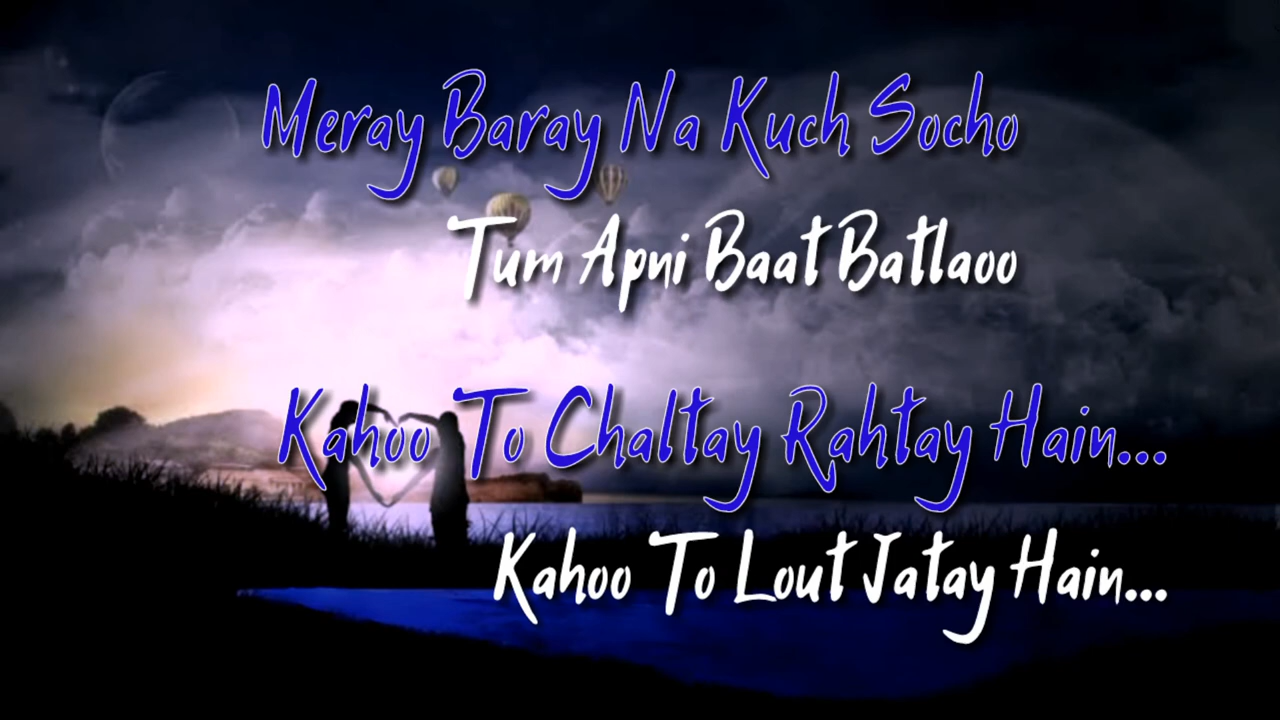 Meray Baray Na Kuch Socho
Tum Apni Baat Batlaoo
Kahoo To Chaltay Rahtay Hain...
Kahoo To Lout Jatay Hain...